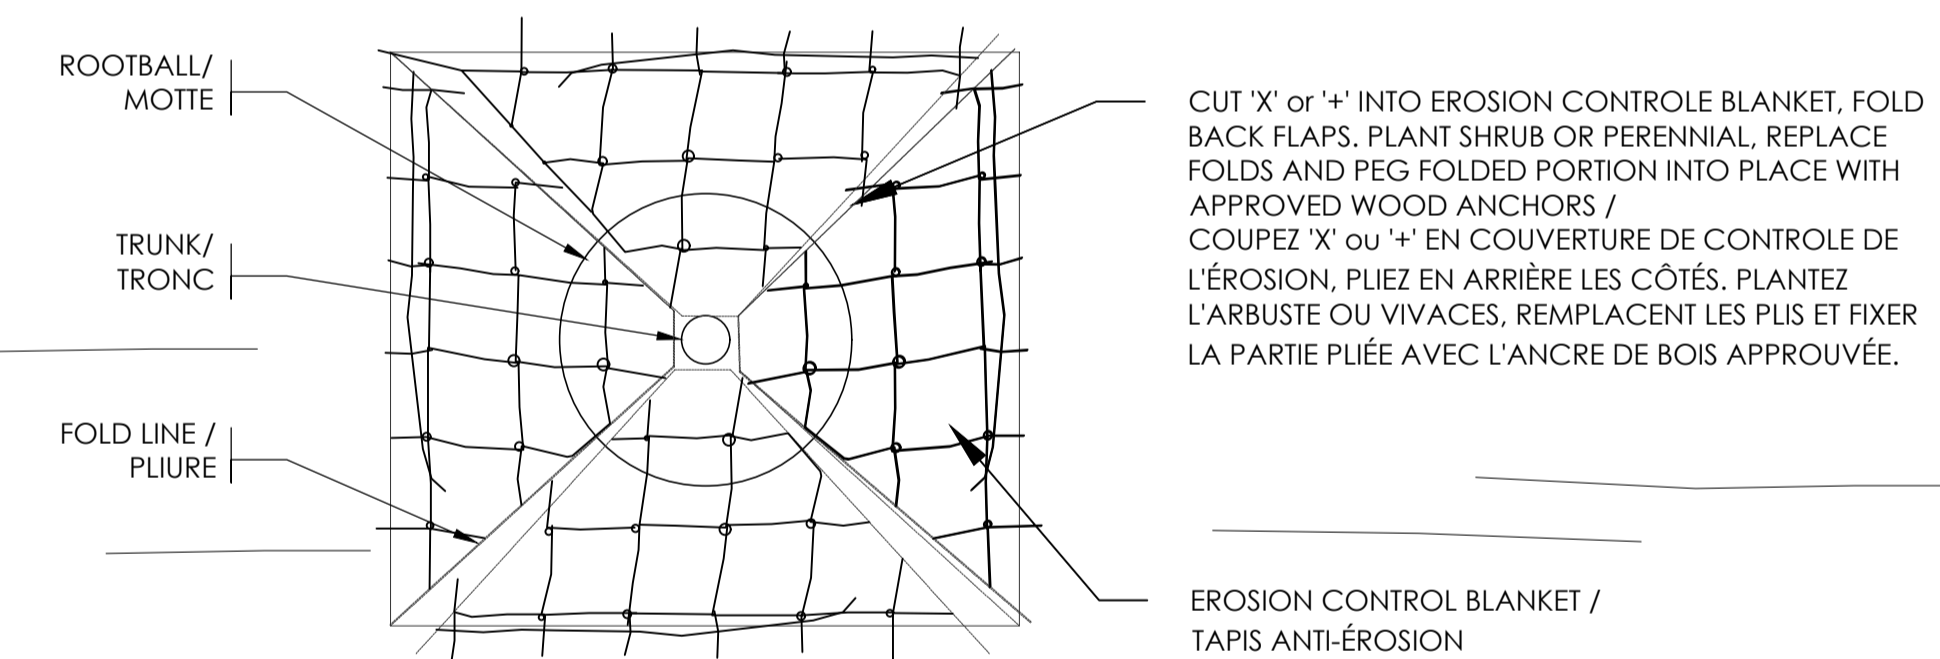 ROOTBALL/
MOTTE
TRUNK/
TRONC
FOLD LINE /
PLIURE
CUT 'X' or '+' INTO EROSION CONTROLE BLANKET, FOLD
BACK FLAPS. PLANT SHRUB OR PERENNIAL, REPLACE
FOLDS AND PEG FOLDED PORTION INTO PLACE WITH
APPROVED WOOD ANCHORS /
COUPEZ 'X' ou '+' EN COUVERTURE DE CONTROLE DE
L'ÉROSION, PLIEZ EN ARRIÈRE LES CÔTÉS. PLANTEZ
L'ARBUSTE OU VIVACES, REMPLACENT LES PLIS ET FIXER
LA PARTIE PLIÉE AVEC L'ANCRE DE BOIS APPROUVÉE.
EROSION CONTROL BLANKET /
TAPIS ANTI-ÉROSION